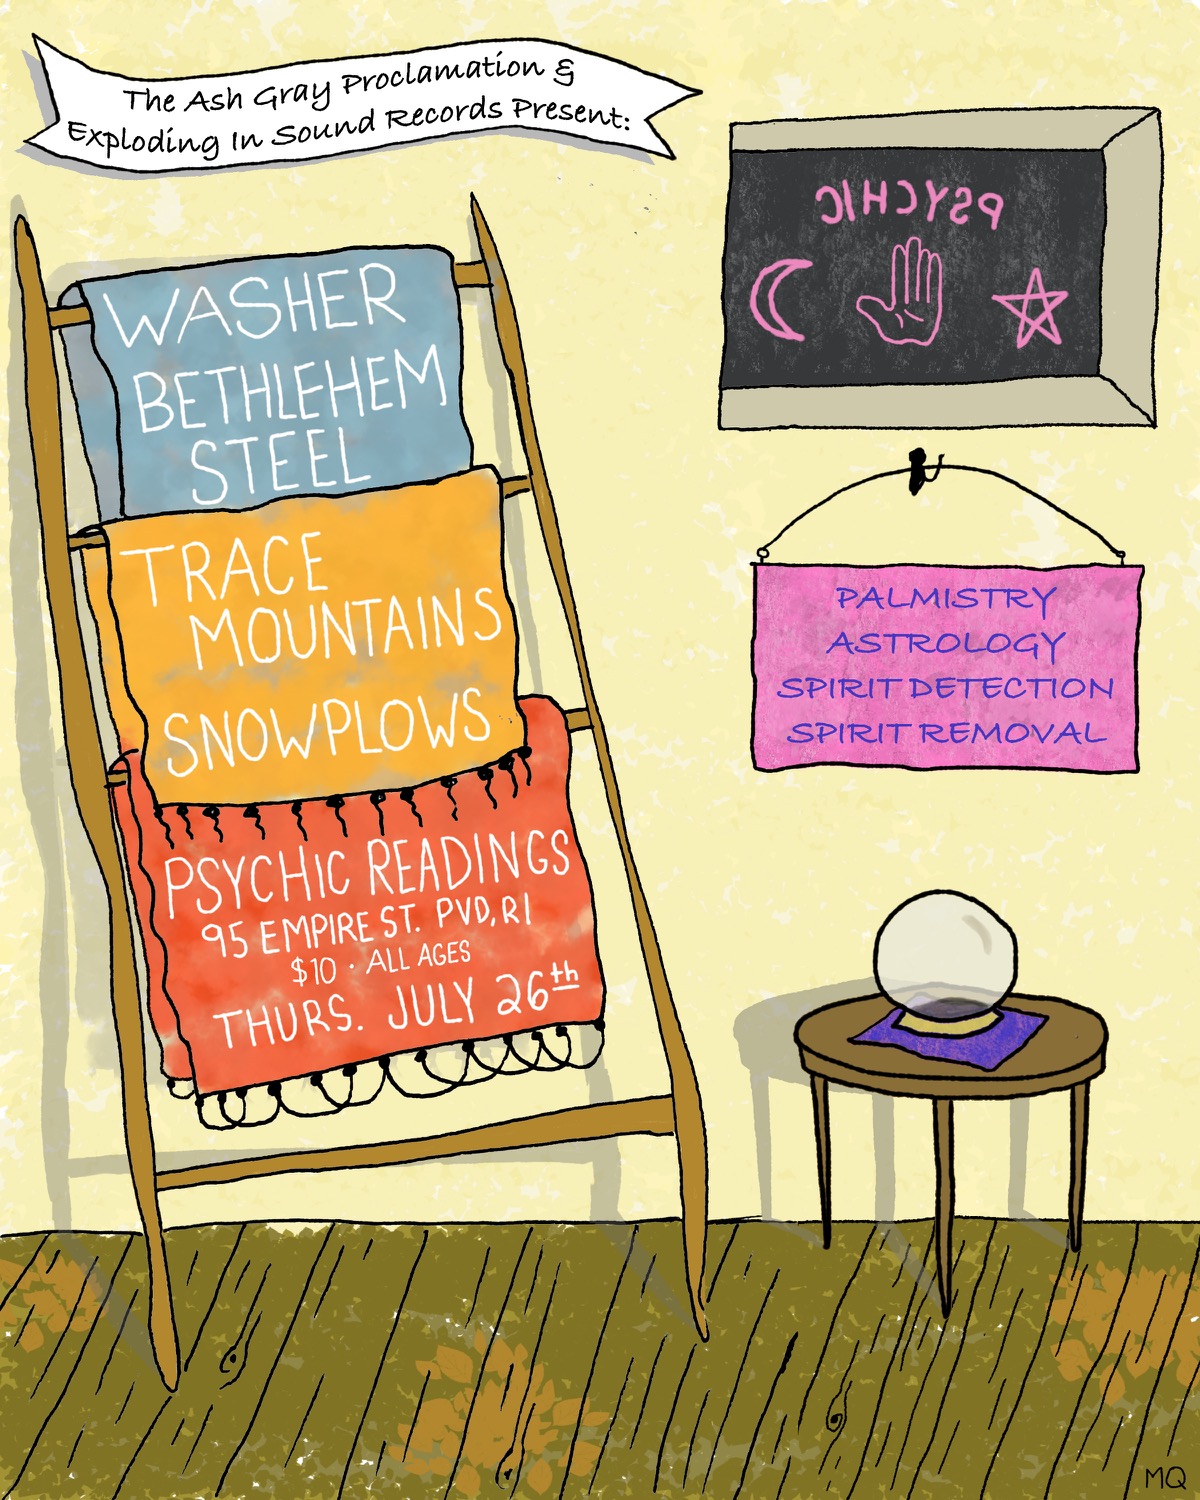 The Ash Gray Proclamation &
Exploding In Sound Records Present:
WASHER
BETHLEHEM
STEEL
TRACE
MOUNTAINS
SNOWPLOWS
PSYCHIC READINGS
95 EMPIRE ST. PVD, RI
$10 · ALL AGES
THURS. JULY 26th
PSYCHIC
PALMISTRY
ASTROLOGY
SPIRIT DETECTION
SPIRIT REMOVAL
MQ